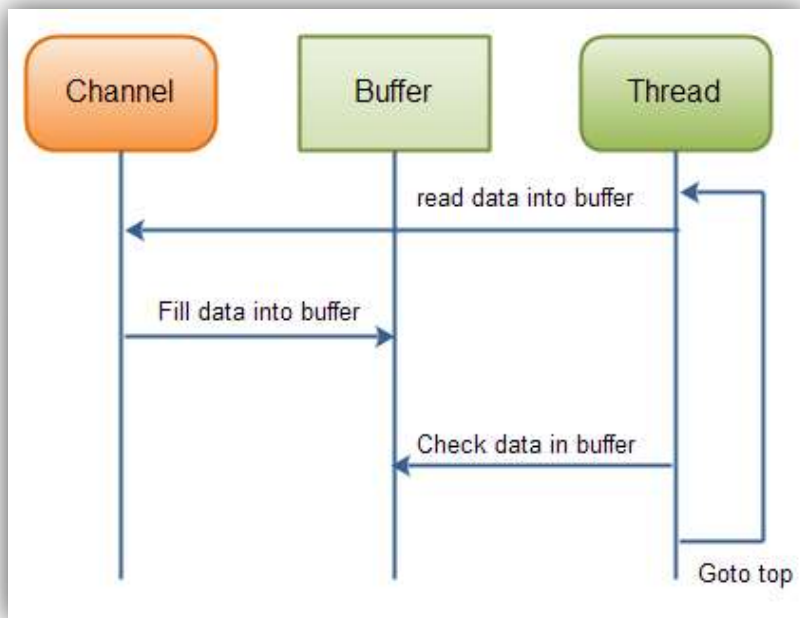 Channel
Buffer
Thread
read data into buffer
Fill data into buffer
Check data in buffer
Goto top